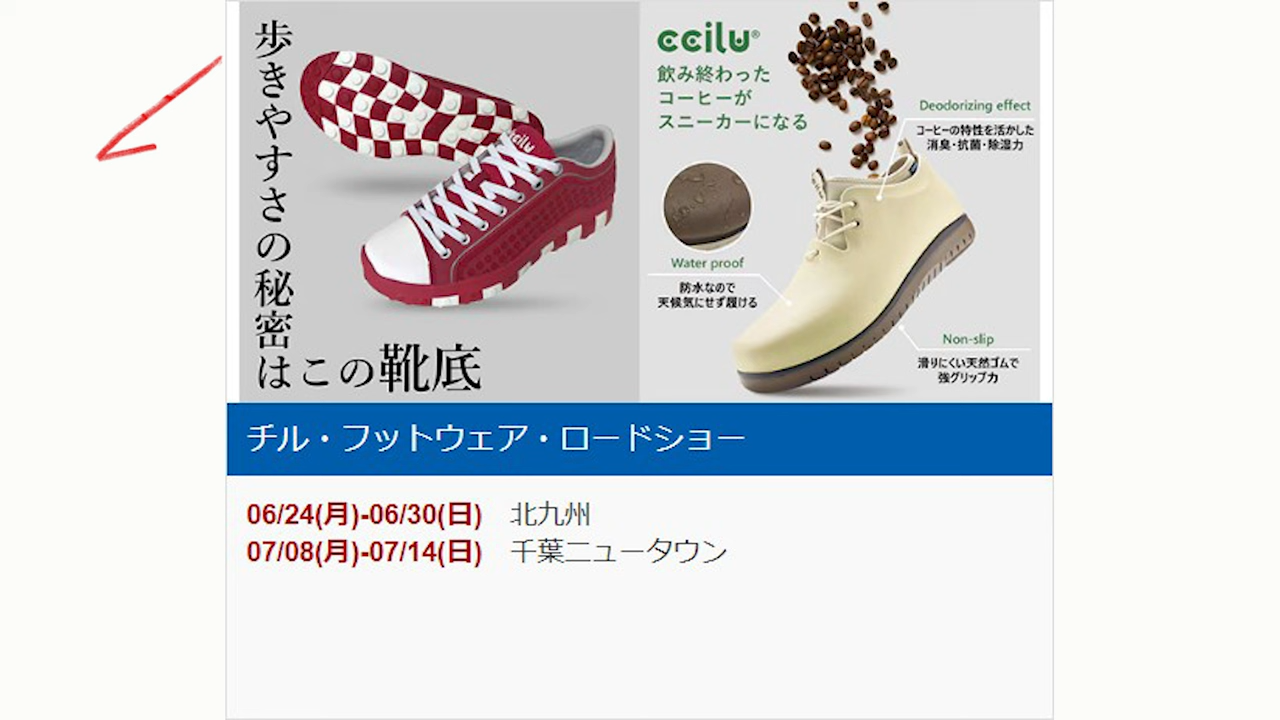 歩きやすさの秘密は
この靴底
ccilu
ccilu®
飲み終わった
コーヒーが
スニーカーになる
Deodorizing effect
コーヒーの特性を活かした
消臭・抗菌・除湿力
Water proof
防水なので
天候気にせず履ける
Non-slip
滑りにくい天然ゴムで
強グリップ力
チル・フットウェア・ロードショー
06/24(月)-06/30(日) 北九州
07/08(月)-07/14(日) 千葉ニュータウン